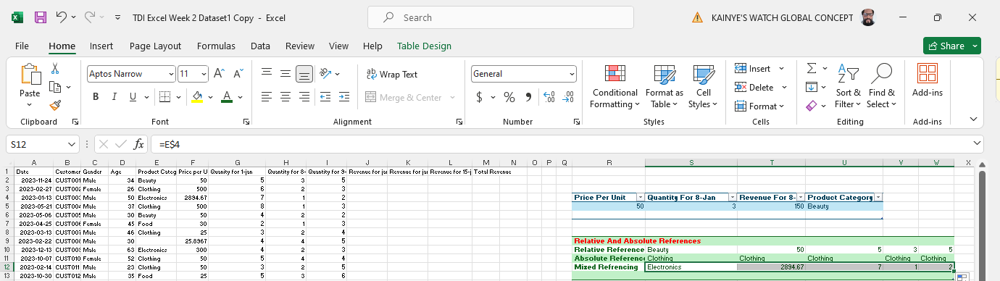 TDI Excel Week 2 Dataset1 Copy - Excel
Search
KAINYE'S WATCH GLOBAL CONCEPT
File Home Insert Page Layout Formulas Data Review View Help Table Design
Share
Paste
Clipboard
Aptos Narrow 11
B I U
Font
Wrap Text
Merge & Center
Alignment
General
$ % 9
Number
Conditional Formatting
Format as Table
Cell Styles
Styles
Insert
Delete
Format
Cells
Sort & Filter
Find & Select
Editing
Add-ins
Add-ins
S12 fx =E$4
A B C D E F G H I J K L M N O P Q R S T U V W X
1 Date Customer Gender Age Product Categ Price per U Quanity for 1-jan Quantity for 8- Quantity for 9- Revenue for jan Revenue for jan Revenue for 15-j Total Revenue
2 2023-11-24 CUST001 Male 34 Beauty 50 5 3 5
3 2023-02-27 CUST002 Female 26 Clothing 500 6 2 3
4 2023-01-13 CUST003 Male 50 Electronics 2894.67 7 1 2 Price Per Unit Quantity For 8-Jan Revenue For 8- Product Category
5 2023-05-21 CUST004 Male 37 Clothing 500 8 1 3 50 3 150 Beauty
6 2023-05-06 CUST005 Male 30 Beauty 50 4 2 2
7 2023-04-25 CUST006 Female 45 Food 30 2 1 3
8 2023-03-13 CUST007 Male 46 Clothing 25 3 2 4
9 2023-02-22 CUST008 Male 30 25.8967 4 4 5 Relative And Absolute References
10 2023-12-13 CUST009 Male 63 Electronics 300 4 2 3 Relative Reference Beauty 50 5 3 5
11 2023-10-07 CUST010 Female 52 Clothing 50 5 4 4 Absolute Reference Clothing Clothing Clothing Clothing Clothing
12 2023-02-14 CUST011 Male 23 Clothing 50 5 3 2 Mixed Refrencing Electronics 2894.67 7 1 2
13 2023-10-30 CUST012 Male 35 Food 25 5 3 6